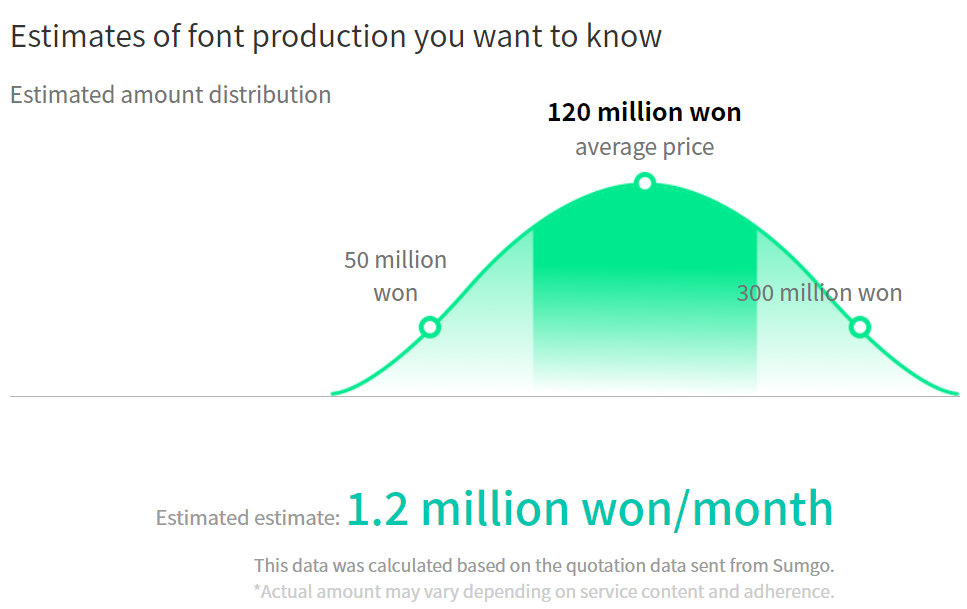 Estimates of font production you want to know
Estimated amount distribution
120 million won
average price
50 million
won
300 million won
Estimated estimate: 1.2 million won/month
This data was calculated based on the quotation data sent from Sumgo.
*Actual amount may vary depending on service content and adherence.